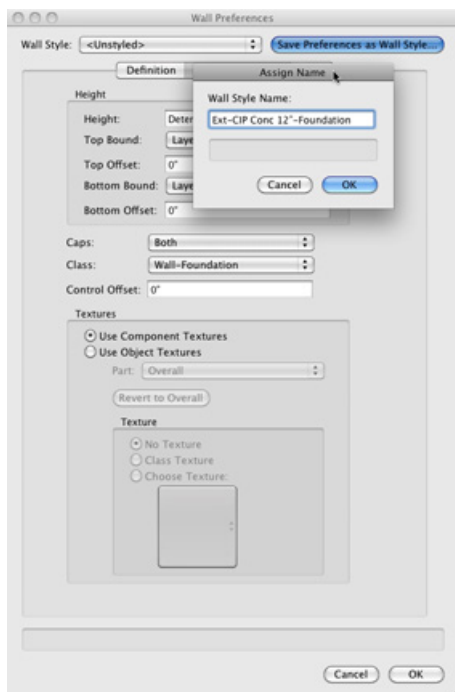 Wall Preferences
Wall Style: <Unstyled> Save Preferences as Wall Style...
Definition
Assign Name
Wall Style Name:
Ext-CIP Conc 12"-Foundation
Cancel OK
Height
Height: Deter
Top Bound: Laye
Top Offset: 0"
Bottom Bound: Laye
Bottom Offset: 0"
Caps: Both
Class: Wall-Foundation
Control Offset: 0"
Textures
Use Component Textures
Use Object Textures
Part: Overall
Revert to Overall
Texture
No Texture
Class Texture
Choose Texture:
Cancel OK